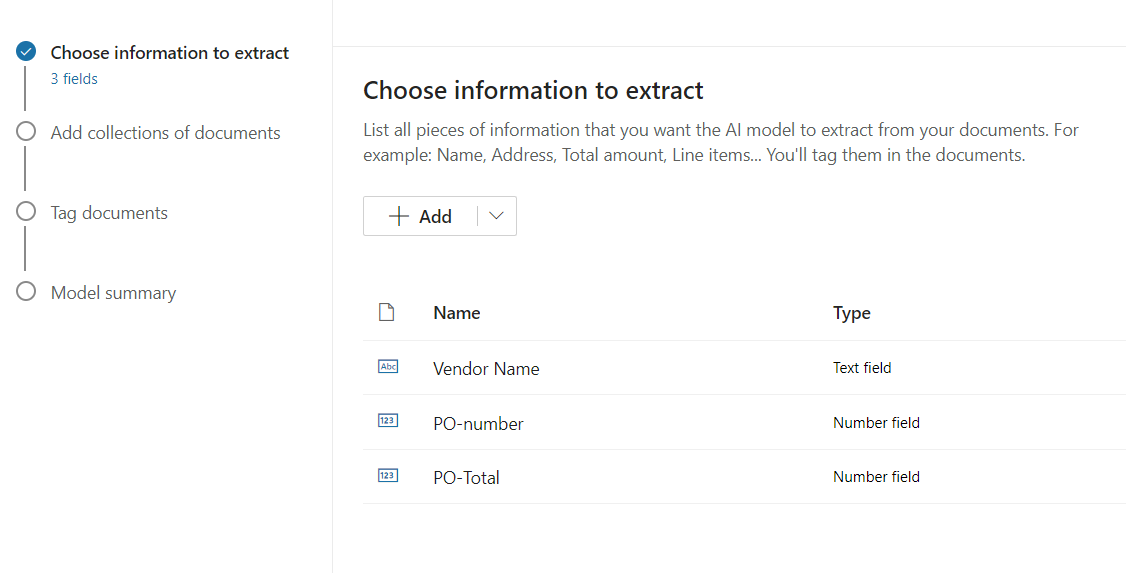 Choose information to extract
3 fields
Add collections of documents
Tag documents
Model summary
Choose information to extract
List all pieces of information that you want the AI model to extract from your documents. For
example: Name, Address, Total amount, Line items... You'll tag them in the documents.
Add
Name Type
Abc Vendor Name Text field
123 PO-number Number field
123 PO-Total Number field